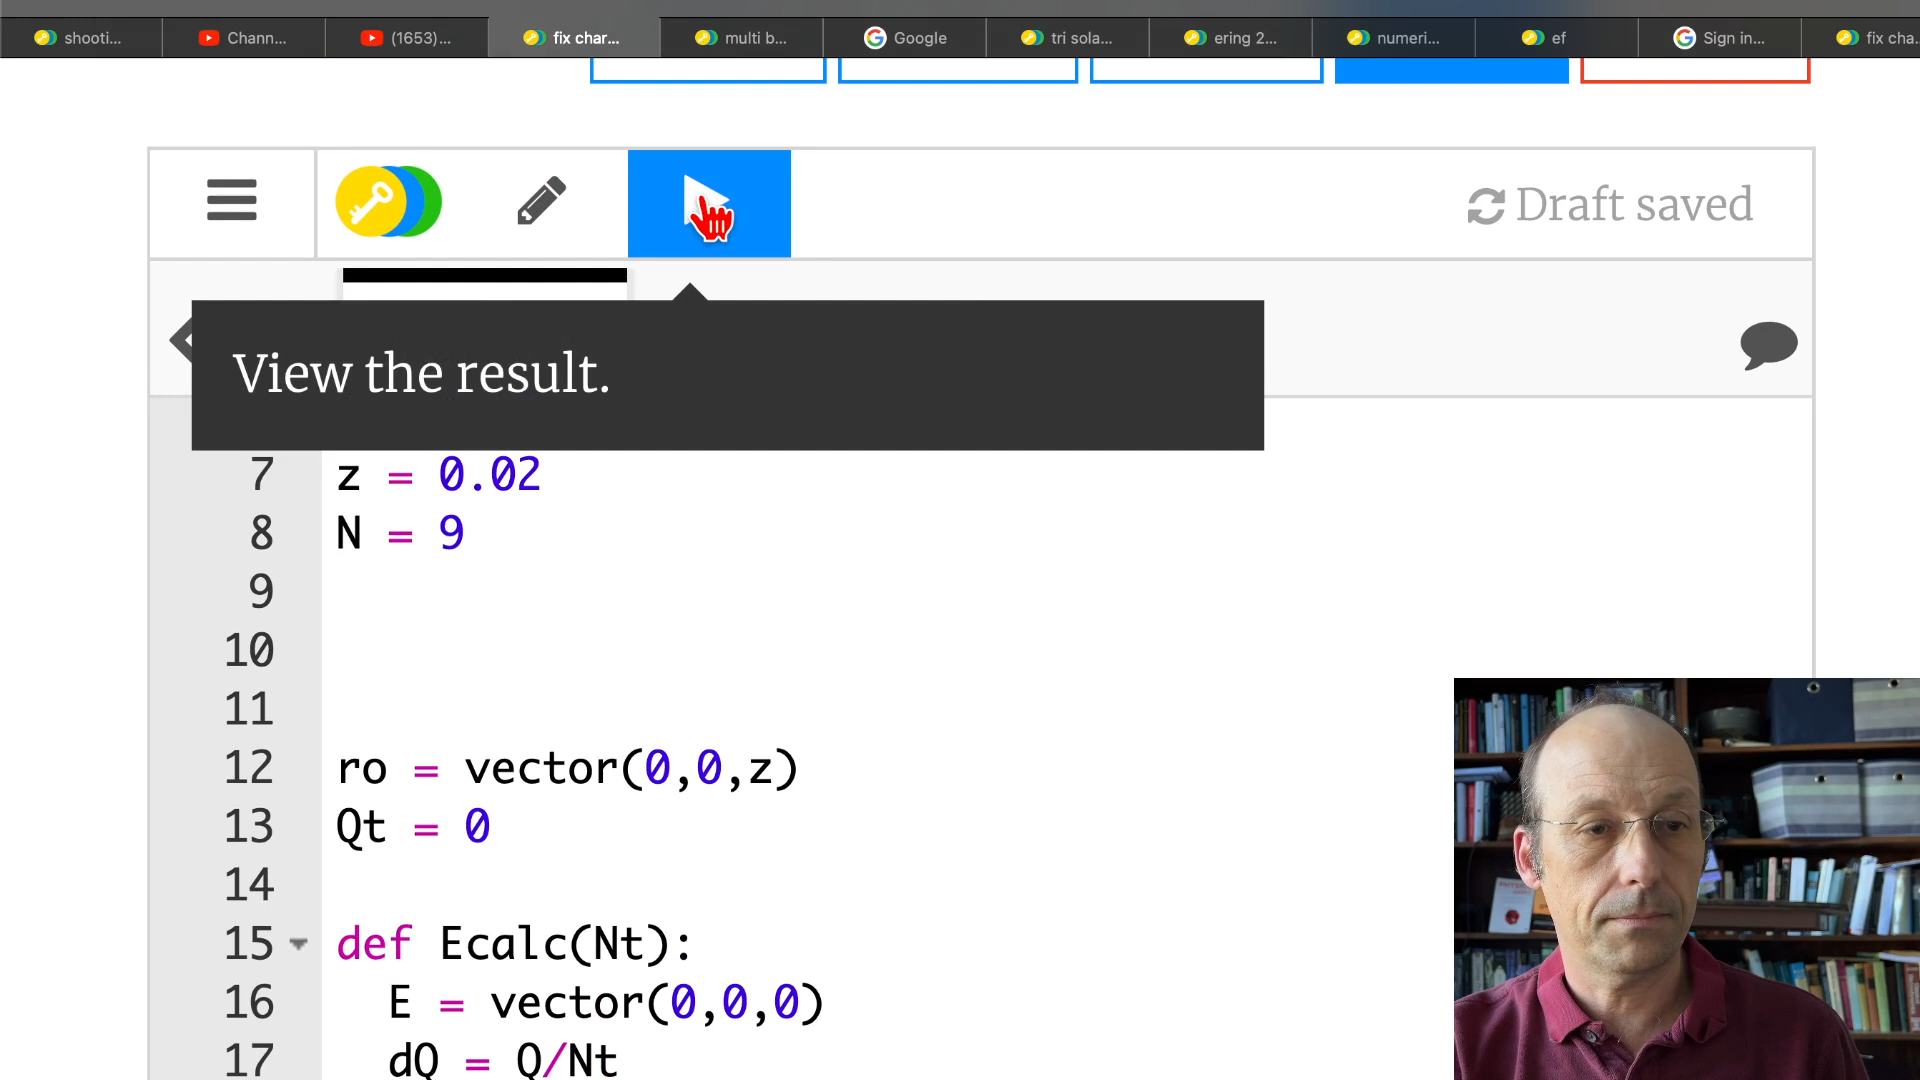 shooti...
Chann...
(1653)...
fix char...
multi b...
Google
tri sola...
ering 2...
numeri...
ef
Sign in...
fix cha...
Draft saved
View the result.
7 z = 0.02
8 N = 9
9
10
11
12 ro = vector(0,0,z)
13 Qt = 0
14
15 def Ecalc(Nt):
16 E = vector(0,0,0)
17 dQ = Q/Nt